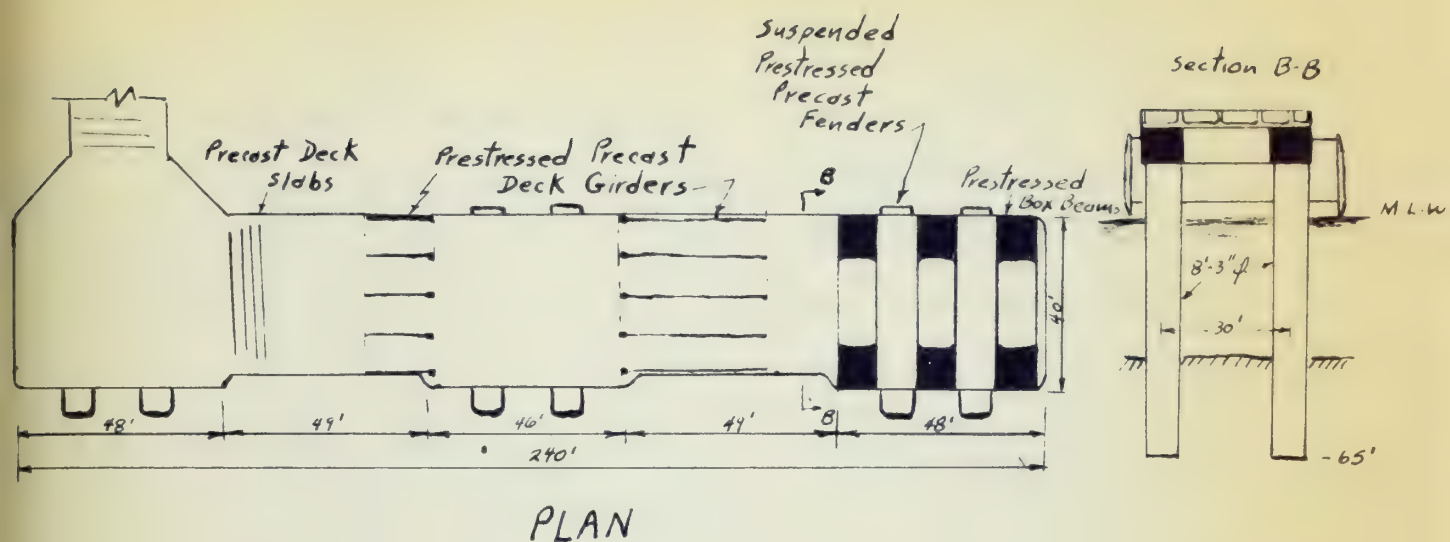 Suspended
Prestressed
Precast
Fenders
Section B-B
Precast Deck
Slabs
Prestressed Precast
Deck Girders
B
Prestressed
Box Beams
M L.W
8'-3"ϕ
40'
30'
B
48'
49'
46'
49'
48'
240'
-65'
PLAN